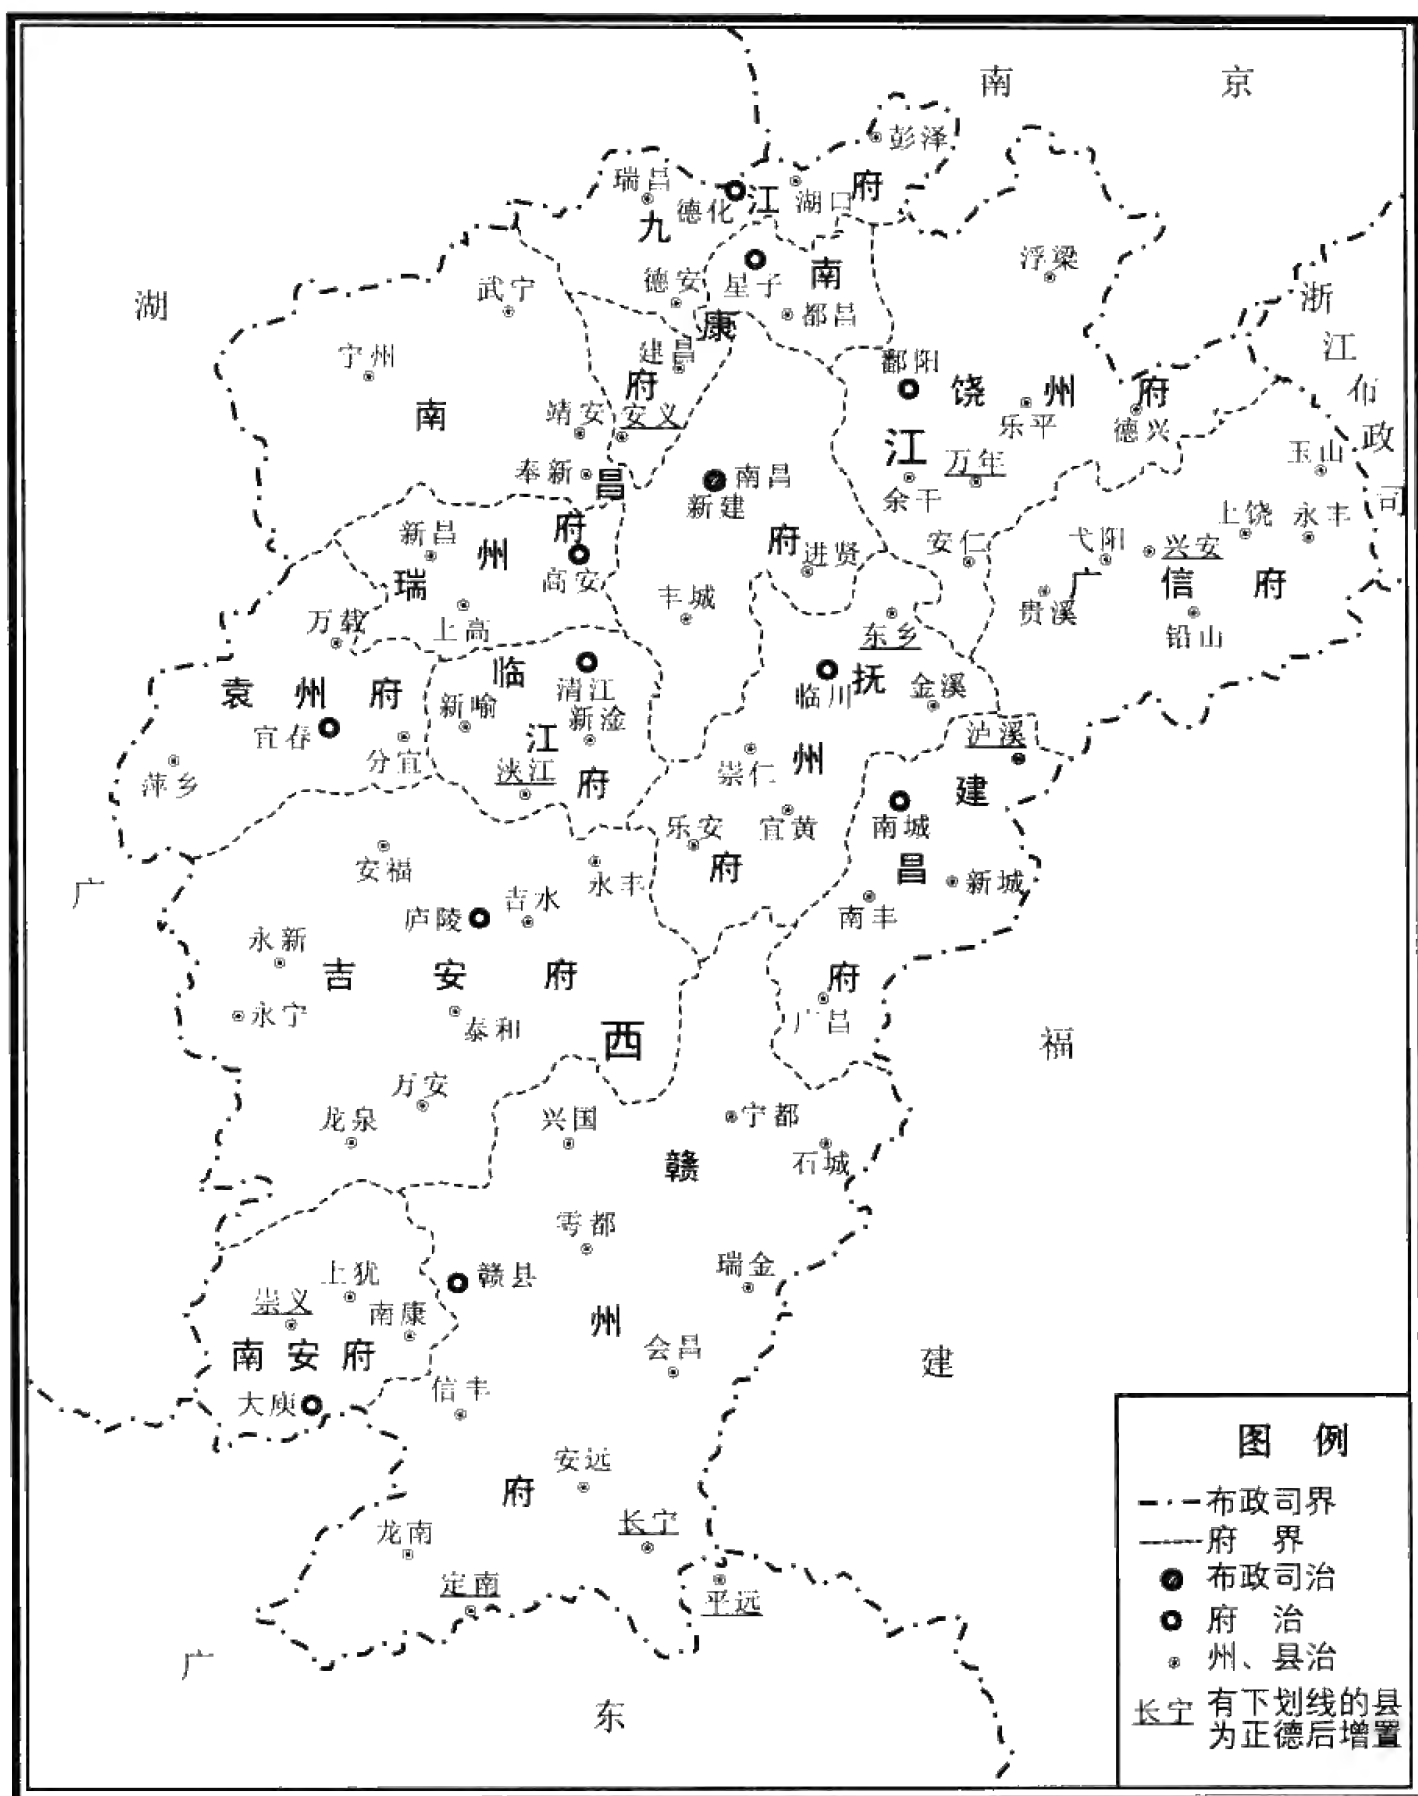 南 京
彭泽
瑞昌
九 江 府
德化
湖口
浮梁
湖
武宁
德安
星子
南
都昌
康
浙
江
布
政
司
宁州
建昌
府
鄱阳
饶 州 府
乐平
德兴
南
靖安
安义
江
万年
玉山
奉新
昌
南昌
新建
余干
上饶
永丰
新昌
州
府
府
进贤
安仁
弋阳
兴安
瑞
高安
广 信 府
丰城
贵溪
铅山
万载
上高
东乡
临
清江
临川
抚
金溪
袁 州 府
新喻
新淦
宜春
江
泸溪
分宜
崇仁
州
萍乡
峡江
府
建
乐安
宜黄
南城
安福
府
昌
广
永丰
新城
庐陵
吉水
南丰
永新
吉 安 府
府
永宁
泰和
广昌
西
福
万安
龙泉
兴国
宁都
赣
石城
雩都
上犹
赣县
瑞金
崇义
南康
州
南安府
会昌
建
大庾
信丰
安远
府
长宁
龙南
定南
平远
广
东
图 例
布政司界
府 界
布政司治
府 治
州、县治
长宁 有下划线的县
为正德后增置